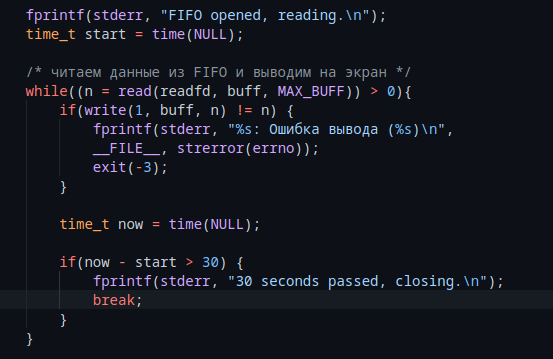 fprintf(stderr, "FIFO opened, reading.\n");
time_t start = time(NULL);
/* читаем данные из FIFO и выводим на экран */
while((n = read(readfd, buff, MAX_BUFF)) > 0){
if(write(1, buff, n) != n) {
fprintf(stderr, "%s: Ошибка вывода (%s)\n",
__FILE__, strerror(errno));
exit(-3);
}
time_t now = time(NULL);
if(now - start > 30) {
fprintf(stderr, "30 seconds passed, closing.\n");
break;
}
}